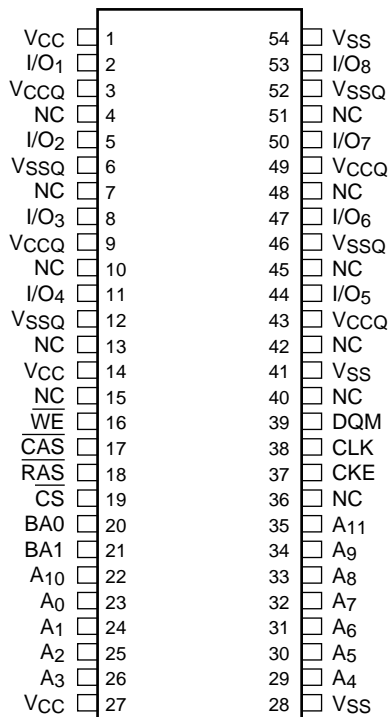 VCC 1 54 VSS
I/O1 2 53 I/O8
VCCQ 3 52 VSSQ
NC 4 51 NC
I/O2 5 50 I/O7
VSSQ 6 49 VCCQ
NC 7 48 NC
I/O3 8 47 I/O6
VCCQ 9 46 VSSQ
NC 10 45 NC
I/O4 11 44 I/O5
VSSQ 12 43 VCCQ
NC 13 42 NC
VCC 14 41 VSS
NC 15 40 NC
W̅E̅ 16 39 DQM
C̅A̅S̅ 17 38 CLK
R̅A̅S̅ 18 37 CKE
C̅S̅ 19 36 NC
BA0 20 35 A11
BA1 21 34 A9
A10 22 33 A8
A0 23 32 A7
A1 24 31 A6
A2 25 30 A5
A3 26 29 A4
VCC 27 28 VSS